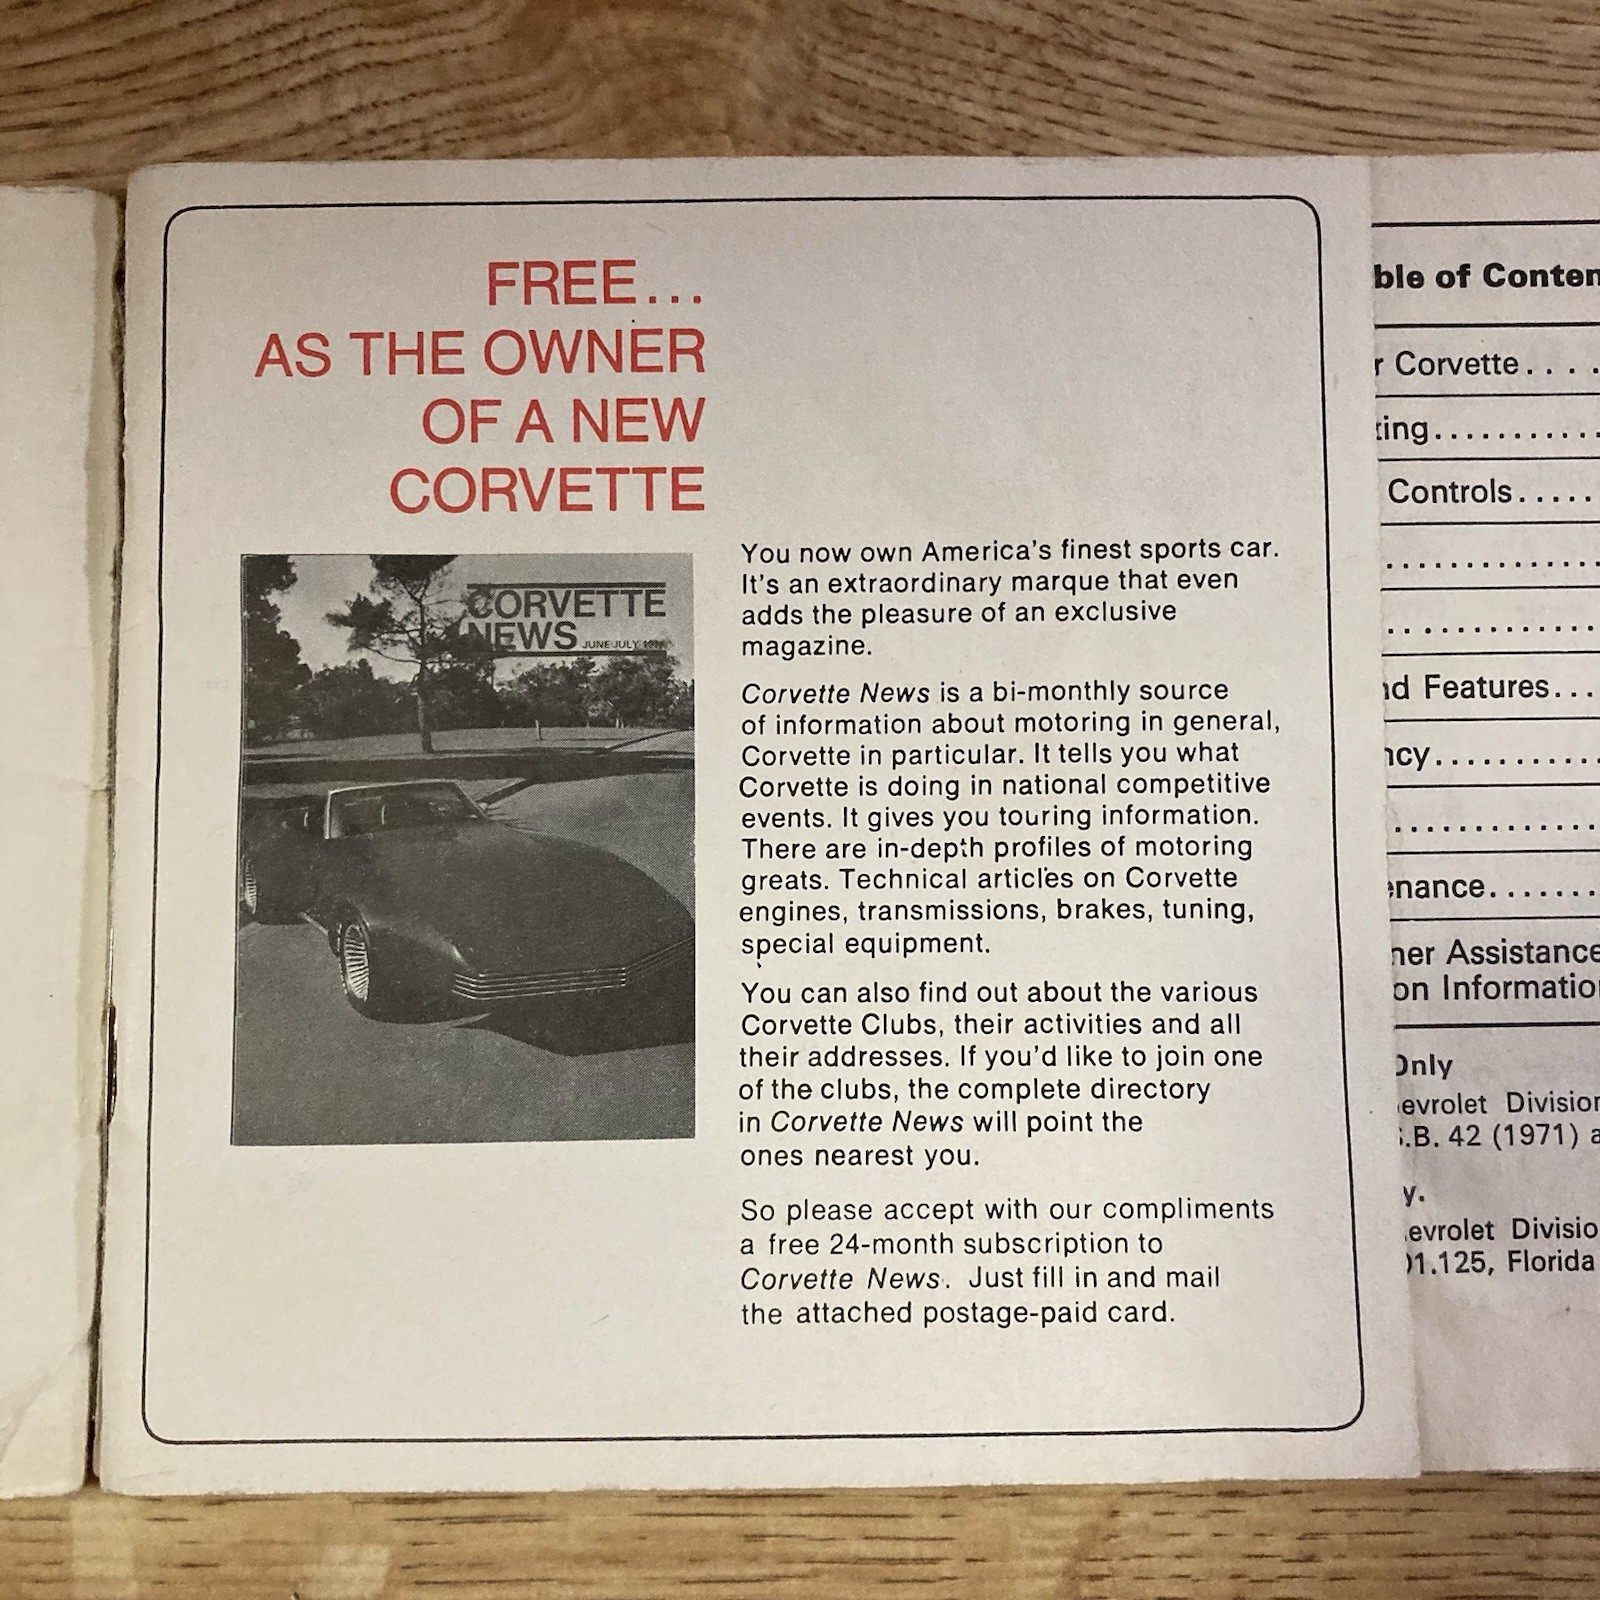 FREE...
AS THE OWNER
OF A NEW
CORVETTE
CORVETTE
NEWS JUNE/JULY
You now own America's finest sports car.
It's an extraordinary marque that even
adds the pleasure of an exclusive
magazine.
Corvette News is a bi-monthly source
of information about motoring in general,
Corvette in particular. It tells you what
Corvette is doing in national competitive
events. It gives you touring information.
There are in-depth profiles of motoring
greats. Technical articles on Corvette
engines, transmissions, brakes, tuning,
special equipment.
You can also find out about the various
Corvette Clubs, their activities and all
their addresses. If you'd like to join one
of the clubs, the complete directory
in Corvette News will point the
ones nearest you.
So please accept with our compliments
a free 24-month subscription to
Corvette News. Just fill in and mail
the attached postage-paid card.
ble of Conten
r Corvette....
ting...........
Controls.....
.............
.............
nd Features...
ncy..........
.............
enance.......
ner Assistance
on Informatio
Only
evrolet Division
.B. 42 (1971) a
y.
evrolet Divisio
01.125, Florida